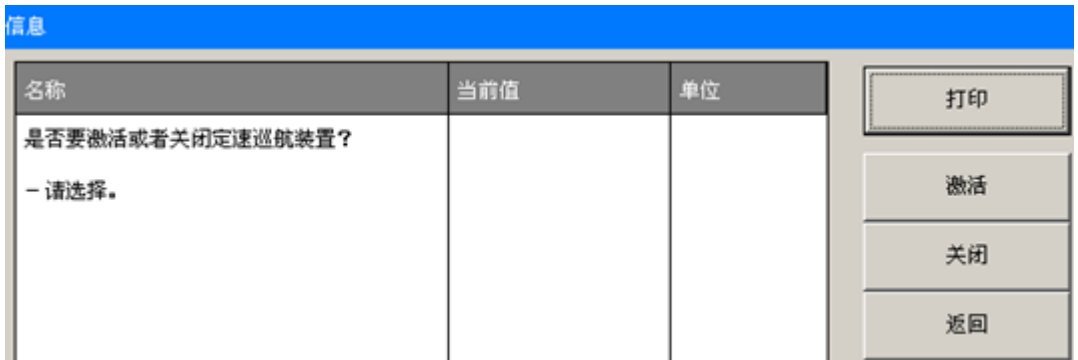 信息
名称 当前值 单位
打印
是否要激活或者关闭定速巡航装置?
- 请选择。
激活
关闭
返回